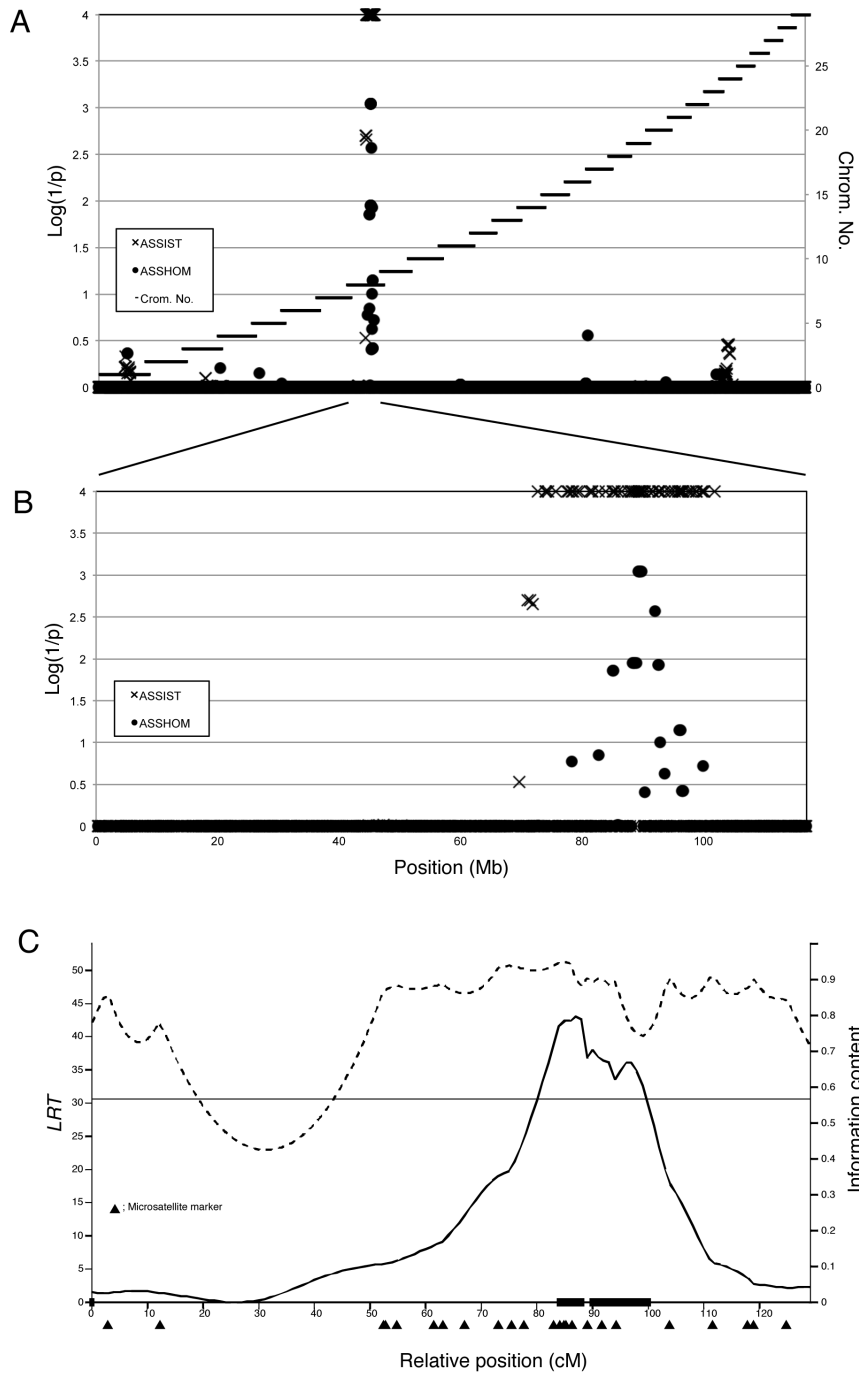 A
4
3.5
3
2.5
2
1.5
1
0.5
0
Log(1/p)
25
20
15
10
5
0
Chrom. No.
ASSIST
ASSHOM
Crom. No.
B
4
3.5
3
2.5
2
1.5
1
0.5
0
Log(1/p)
ASSIST
ASSHOM
0 20 40 60 80 100
Position (Mb)
C
50
45
40
35
30
25
20
15
10
5
0
LRT
0.9
0.8
0.7
0.6
0.5
0.4
0.3
0.2
0.1
0
Information content
; Microsatellite marker
0 10 20 30 40 50 60 70 80 90 100 110 120
Relative position (cM)